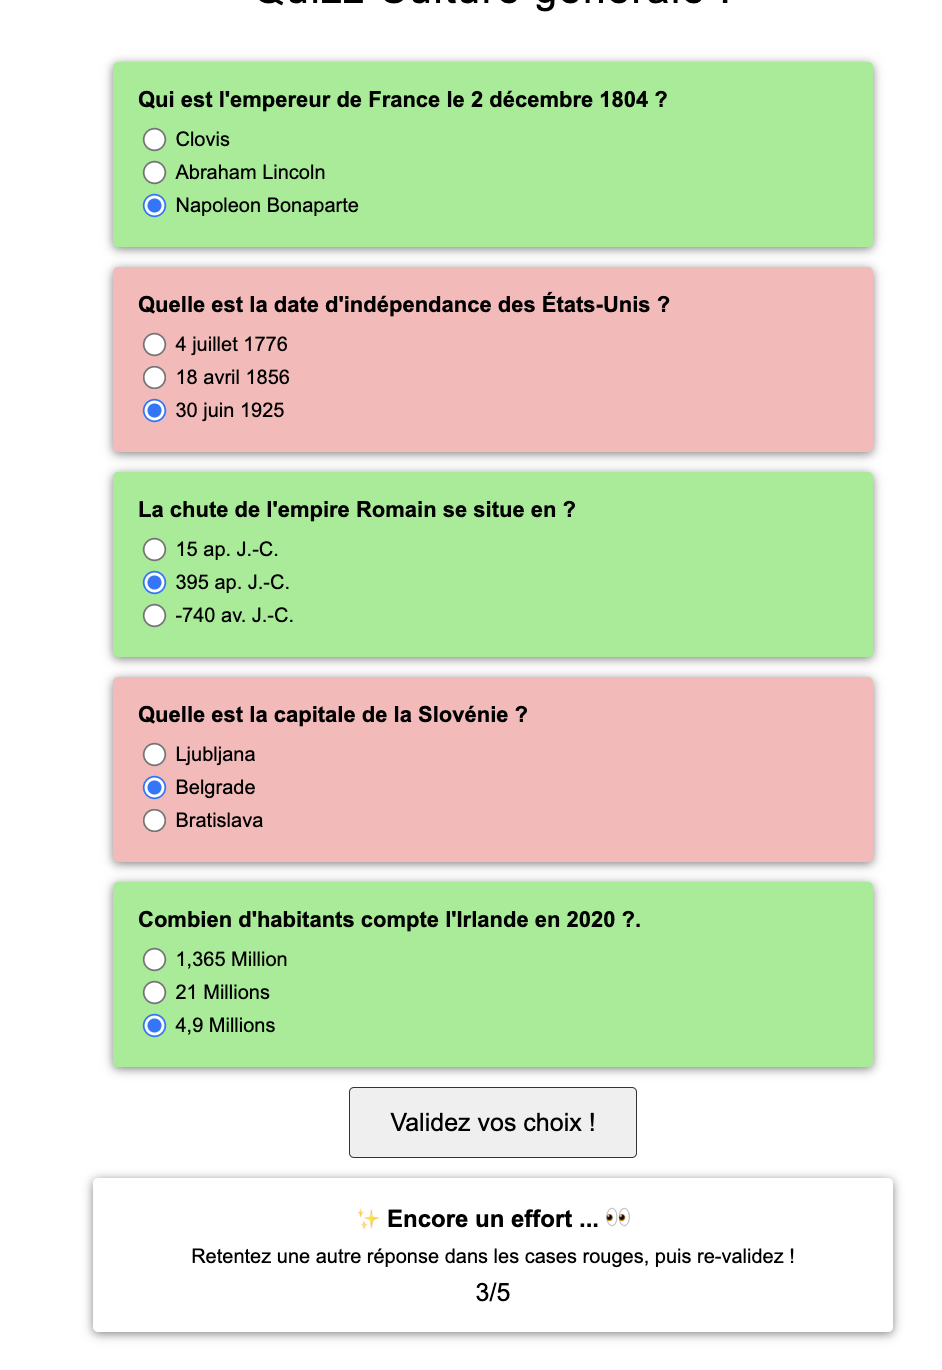 Quizz Culture générale !
Qui est l'empereur de France le 2 décembre 1804 ?
Clovis
Abraham Lincoln
Napoleon Bonaparte
Quelle est la date d'indépendance des États-Unis ?
4 juillet 1776
18 avril 1856
30 juin 1925
La chute de l'empire Romain se situe en ?
15 ap. J.-C.
395 ap. J.-C.
-740 av. J.-C.
Quelle est la capitale de la Slovénie ?
Ljubljana
Belgrade
Bratislava
Combien d'habitants compte l'Irlande en 2020 ?.
1,365 Million
21 Millions
4,9 Millions
Validez vos choix !
✨ Encore un effort ... 👀
Retentez une autre réponse dans les cases rouges, puis re-validez !
3/5